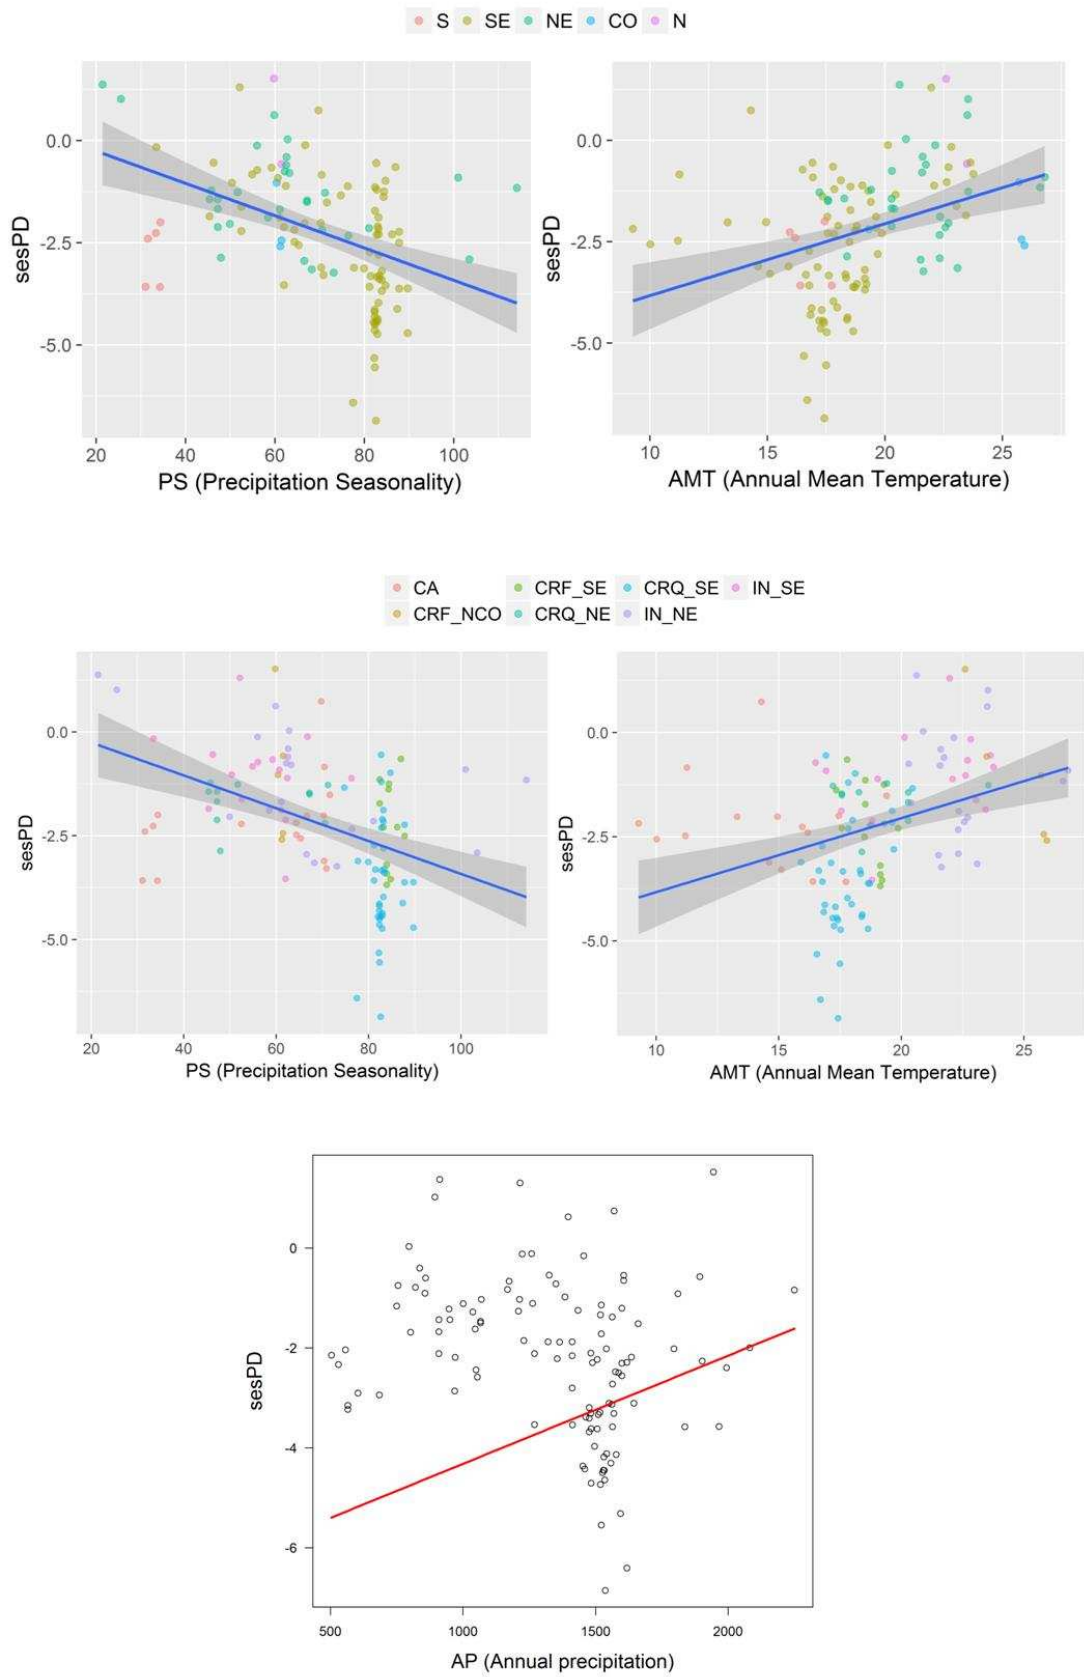 S SE NE CO N
0.0
-2.5
-5.0
sesPD
20 40 60 80 100
PS (Precipitation Seasonality)
0.0
-2.5
-5.0
sesPD
10 15 20 25
AMT (Annual Mean Temperature)
CA CRF_SE CRQ_SE IN_SE
CRF_NCO CRQ_NE IN_NE
0.0
-2.5
-5.0
sesPD
20 40 60 80 100
PS (Precipitation Seasonality)
0.0
-2.5
-5.0
sesPD
10 15 20 25
AMT (Annual Mean Temperature)
0
-2
-4
-6
sesPD
500 1000 1500 2000
AP (Annual precipitation)